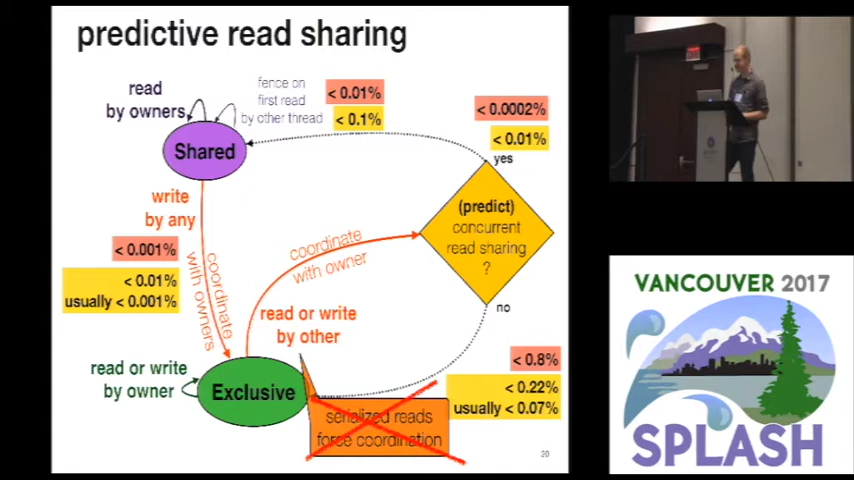 predictive read sharing
read
by owners
fence on
first read
by other thread
< 0.01%
< 0.1%
< 0.0002%
< 0.01%
yes
Shared
write
by any
(predict)
concurrent
read sharing
?
coordinate
with owner
< 0.001%
< 0.01%
usually < 0.001%
coordinate
with owners
read or write
by other
no
read or write
by owner
Exclusive
< 0.8%
< 0.22%
usually < 0.07%
serialized reads
force coordination
20
VANCOUVER 2017
SPLASH